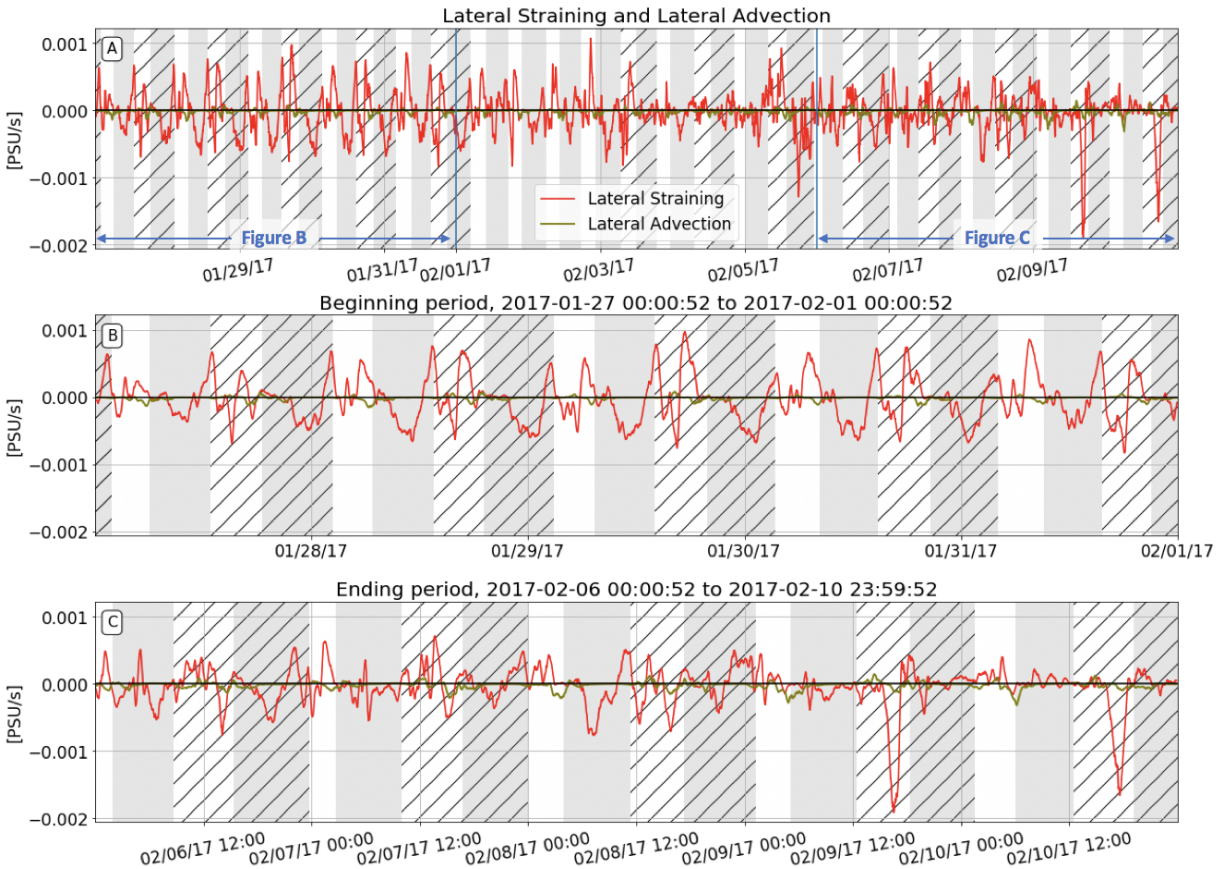 Lateral Straining and Lateral Advection
A
0.001
0.000
−0.001
−0.002
[PSU/s]
Lateral Straining
Lateral Advection
Figure B
Figure C
01/29/17 01/31/17 02/01/17 02/03/17 02/05/17 02/07/17 02/09/17
Beginning period, 2017-01-27 00:00:52 to 2017-02-01 00:00:52
B
0.001
0.000
−0.001
−0.002
[PSU/s]
01/28/17 01/29/17 01/30/17 01/31/17 02/01/17
Ending period, 2017-02-06 00:00:52 to 2017-02-10 23:59:52
C
0.001
0.000
−0.001
−0.002
[PSU/s]
02/06/17 12:00 02/07/17 00:00 02/07/17 12:00 02/08/17 00:00 02/08/17 12:00 02/09/17 00:00 02/09/17 12:00 02/10/17 00:00 02/10/17 12:00